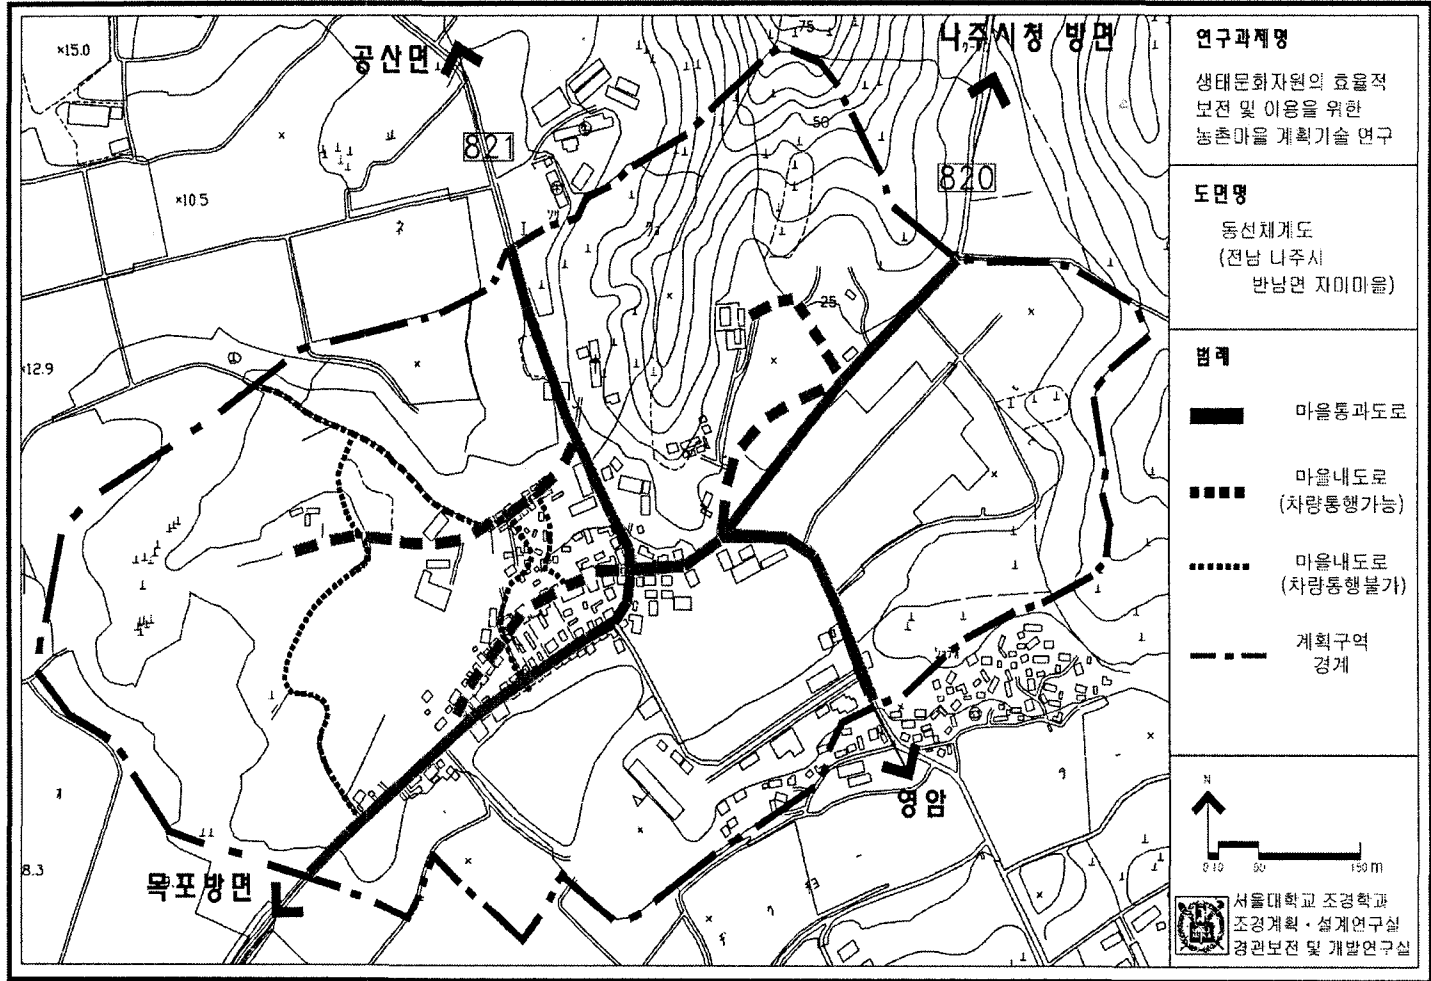 ×15.0
공산면
75
나주시청 방면
821
50
820
×10.5
25
12.9
8.3
목포방면
영암
연구과제명
생태문화자원의 효율적
보전 및 이용을 위한
농촌마을 계획기술 연구
도면명
동선체계도
(전남 나주시
반남면 자미마을)
범례
마을통과도로
마을내도로
(차량통행가능)
마을내도로
(차량통행불가)
계획구역
경계
N
0 10 50 150 m
서울대학교 조경학과
조경계획 · 설계연구실
경관보전 및 개발연구실